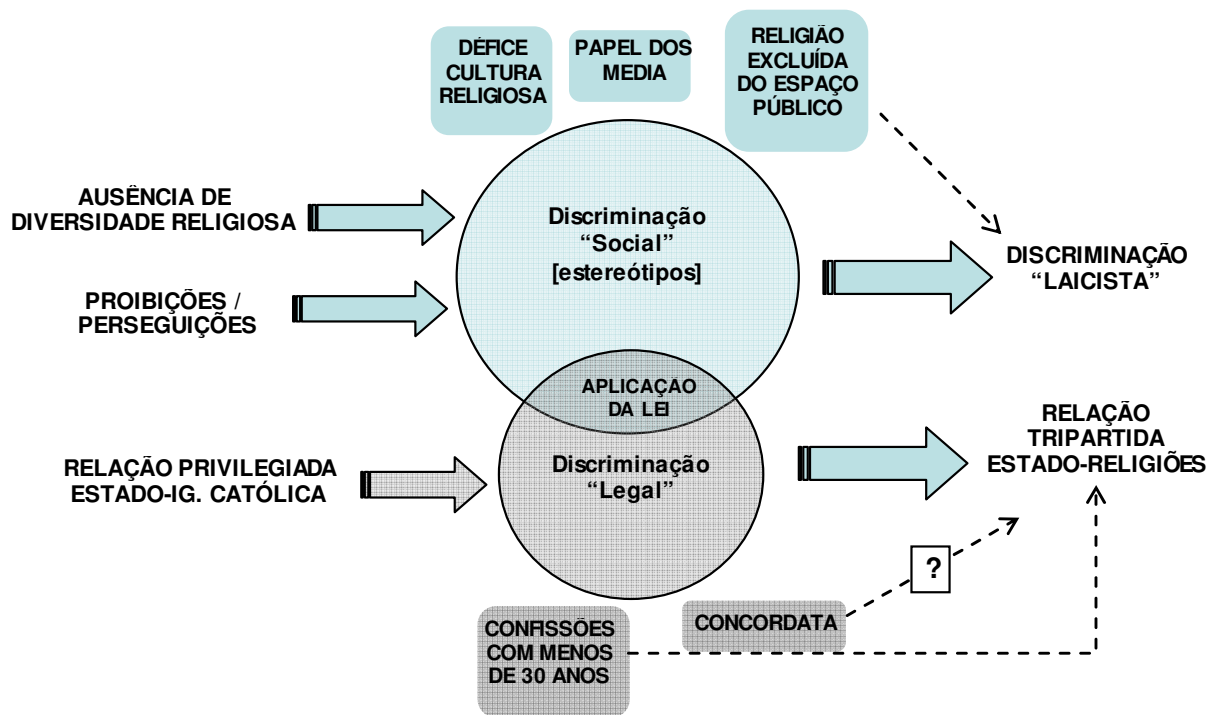 DÉFICE
CULTURA
RELIGIOSA
PAPEL DOS
MEDIA
RELIGIÃO
EXCLUÍDA
DO ESPAÇO
PÚBLICO
AUSÊNCIA DE
DIVERSIDADE RELIGIOSA
Discriminação
“Social”
[estereótipos]
DISCRIMINAÇÃO
“LAICISTA”
PROIBIÇÕES /
PERSEGUIÇÕES
APLICAÇÃO
DA LEI
RELAÇÃO PRIVILEGIADA
ESTADO-IG. CATÓLICA
Discriminação
“Legal”
RELAÇÃO
TRIPARTIDA
ESTADO-RELIGIÕES
?
CONFISSÕES
COM MENOS
DE 30 ANOS
CONCORDATA